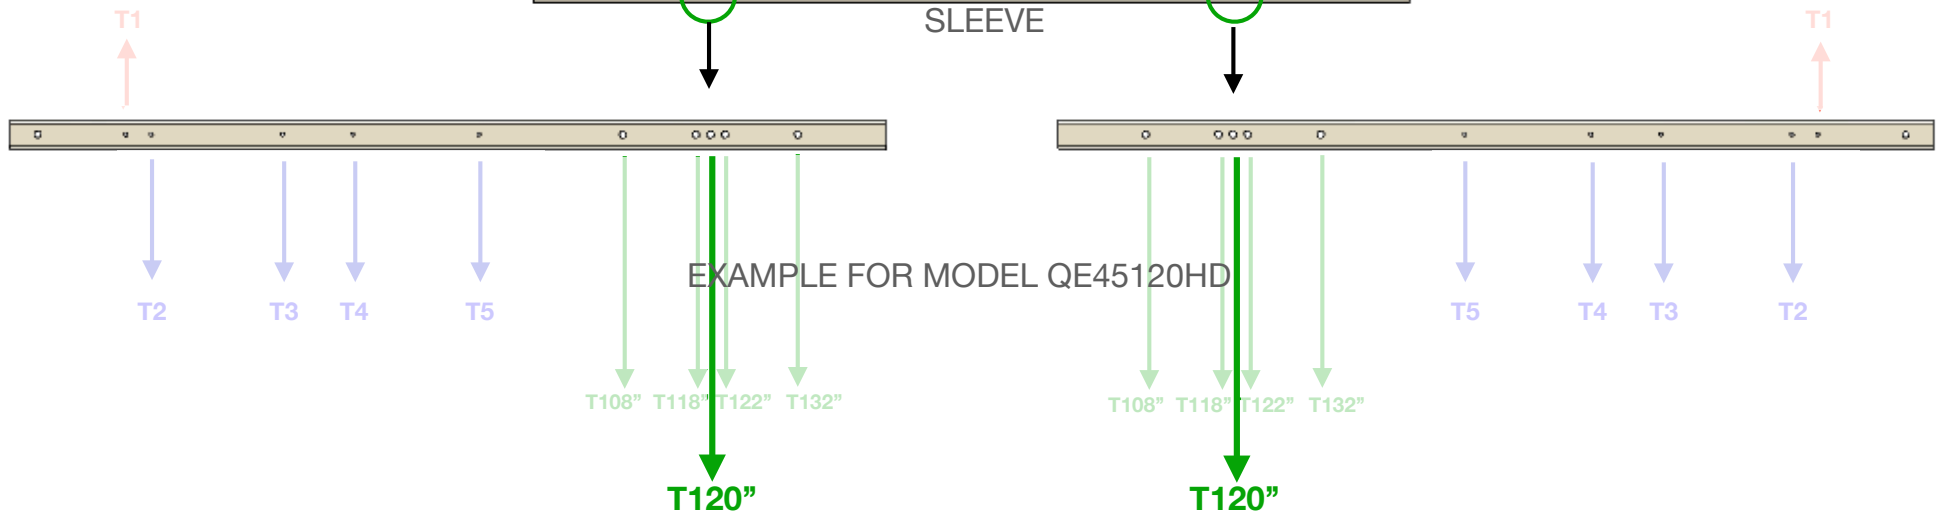 T1 SLEEVE T1
EXAMPLE FOR MODEL QE45120HD
T2 T3 T4 T5 T5 T4 T3 T2
T108” T118” T122” T132” T108” T118” T122” T132”
T120” T120”